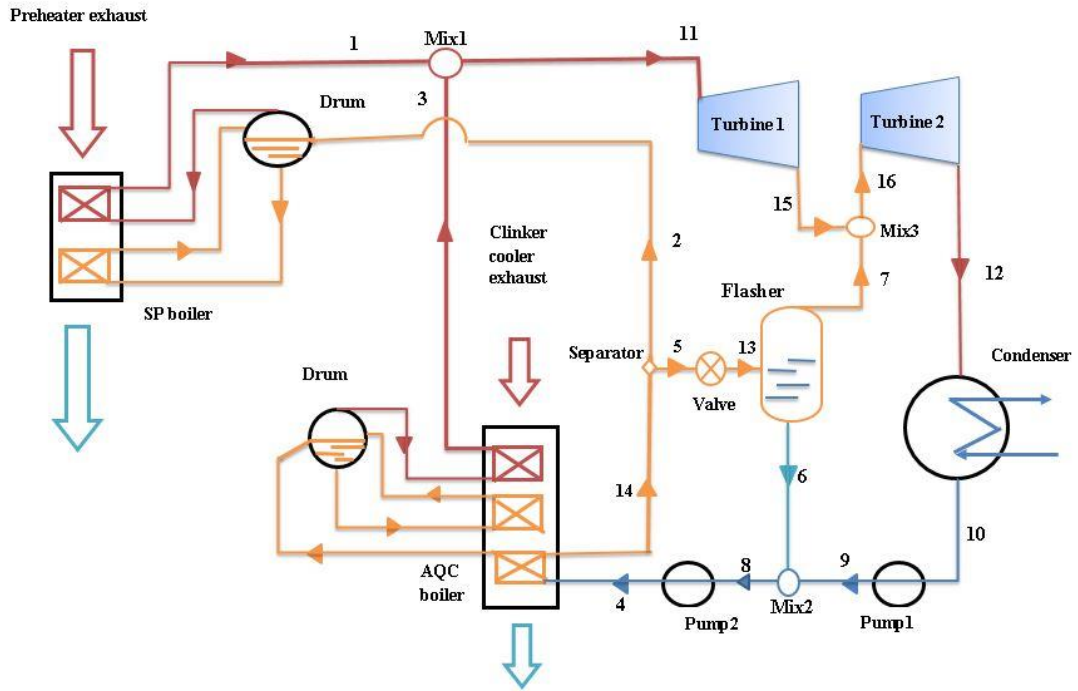 Preheater exhaust
1
Mix1
11
Drum
3
Turbine1
Turbine 2
16
15
Mix3
Clinker
cooler
exhaust
2
7
12
Flasher
SP boiler
Separator
5
13
Condenser
Drum
Valve
14
6
10
AQC
boiler
4
8
9
Pump2
Mix2
Pump1